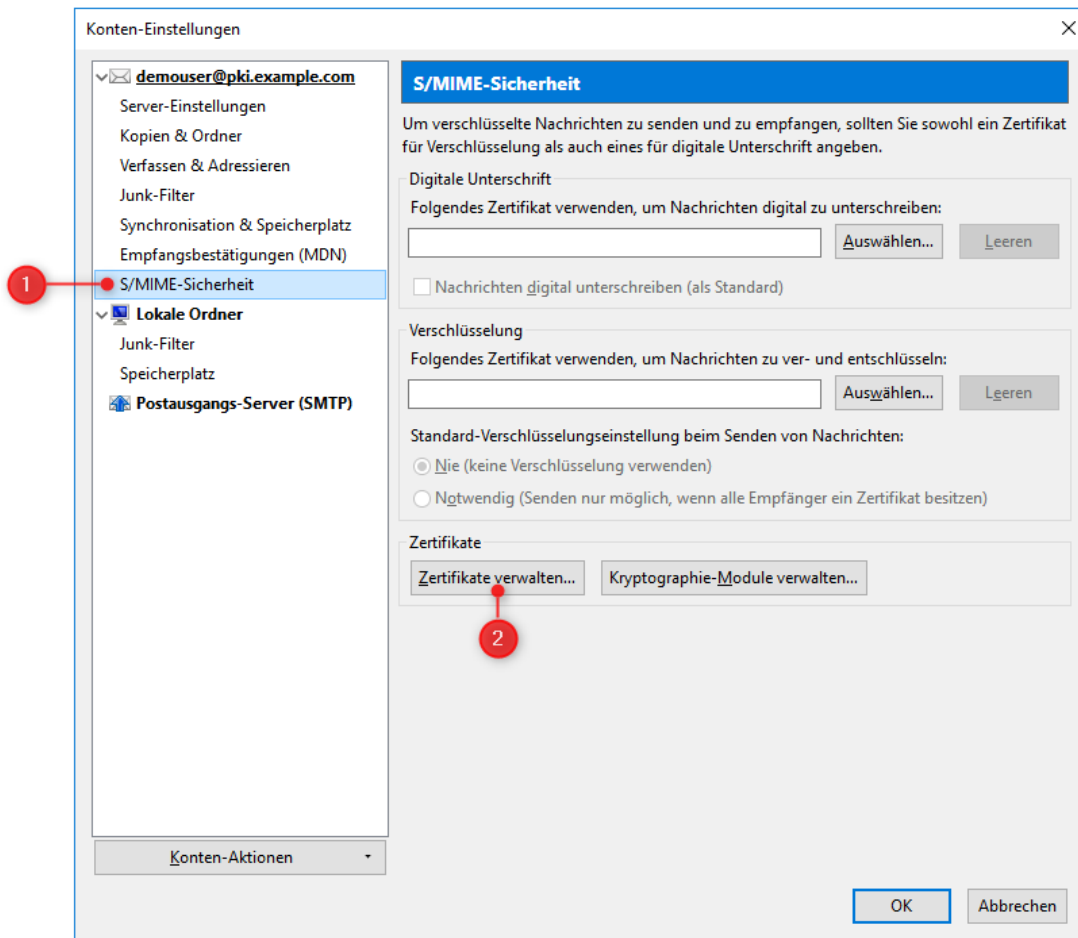 Konten-Einstellungen
demouser@pki.example.com
Server-Einstellungen
Kopien & Ordner
Verfassen & Adressieren
Junk-Filter
Synchronisation & Speicherplatz
Empfangsbestätigungen (MDN)
1
S/MIME-Sicherheit
Lokale Ordner
Junk-Filter
Speicherplatz
Postausgangs-Server (SMTP)
Konten-Aktionen
S/MIME-Sicherheit
Um verschlüsselte Nachrichten zu senden und zu empfangen, sollten Sie sowohl ein Zertifikat
für Verschlüsselung als auch eines für digitale Unterschrift angeben.
Digitale Unterschrift
Folgendes Zertifikat verwenden, um Nachrichten digital zu unterschreiben:
Auswählen... Leeren
Nachrichten digital unterschreiben (als Standard)
Verschlüsselung
Folgendes Zertifikat verwenden, um Nachrichten zu ver- und entschlüsseln:
Auswählen... Leeren
Standard-Verschlüsselungseinstellung beim Senden von Nachrichten:
Nie (keine Verschlüsselung verwenden)
Notwendig (Senden nur möglich, wenn alle Empfänger ein Zertifikat besitzen)
Zertifikate
Zertifikate verwalten... Kryptographie-Module verwalten...
2
OK Abbrechen